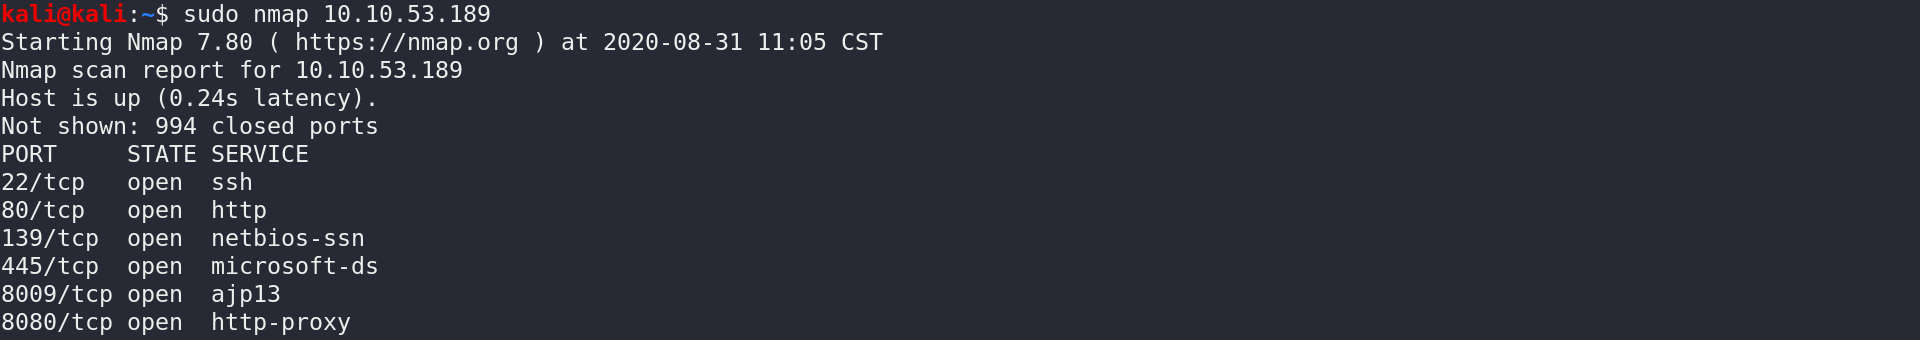 kali@kali:~$ sudo nmap 10.10.53.189
Starting Nmap 7.80 ( https://nmap.org ) at 2020-08-31 11:05 CST
Nmap scan report for 10.10.53.189
Host is up (0.24s latency).
Not shown: 994 closed ports
PORT     STATE SERVICE
22/tcp   open  ssh
80/tcp   open  http
139/tcp  open  netbios-ssn
445/tcp  open  microsoft-ds
8009/tcp open  ajp13
8080/tcp open  http-proxy